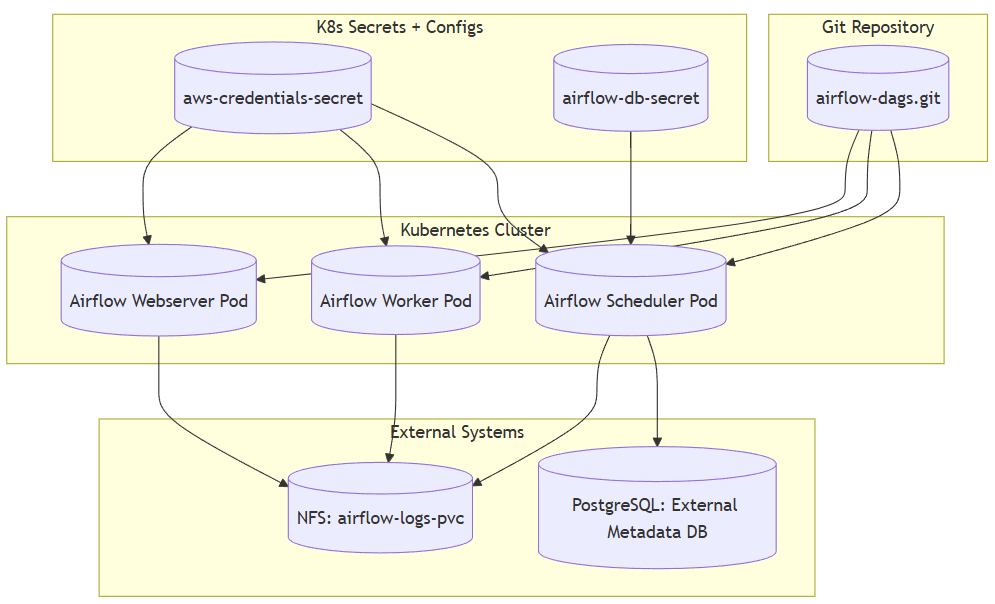 K8s Secrets + Configs
Git Repository
aws-credentials-secret
airflow-db-secret
airflow-dags.git
Kubernetes Cluster
Airflow Webserver Pod
Airflow Worker Pod
Airflow Scheduler Pod
External Systems
NFS: airflow-logs-pvc
PostgreSQL: External
Metadata DB